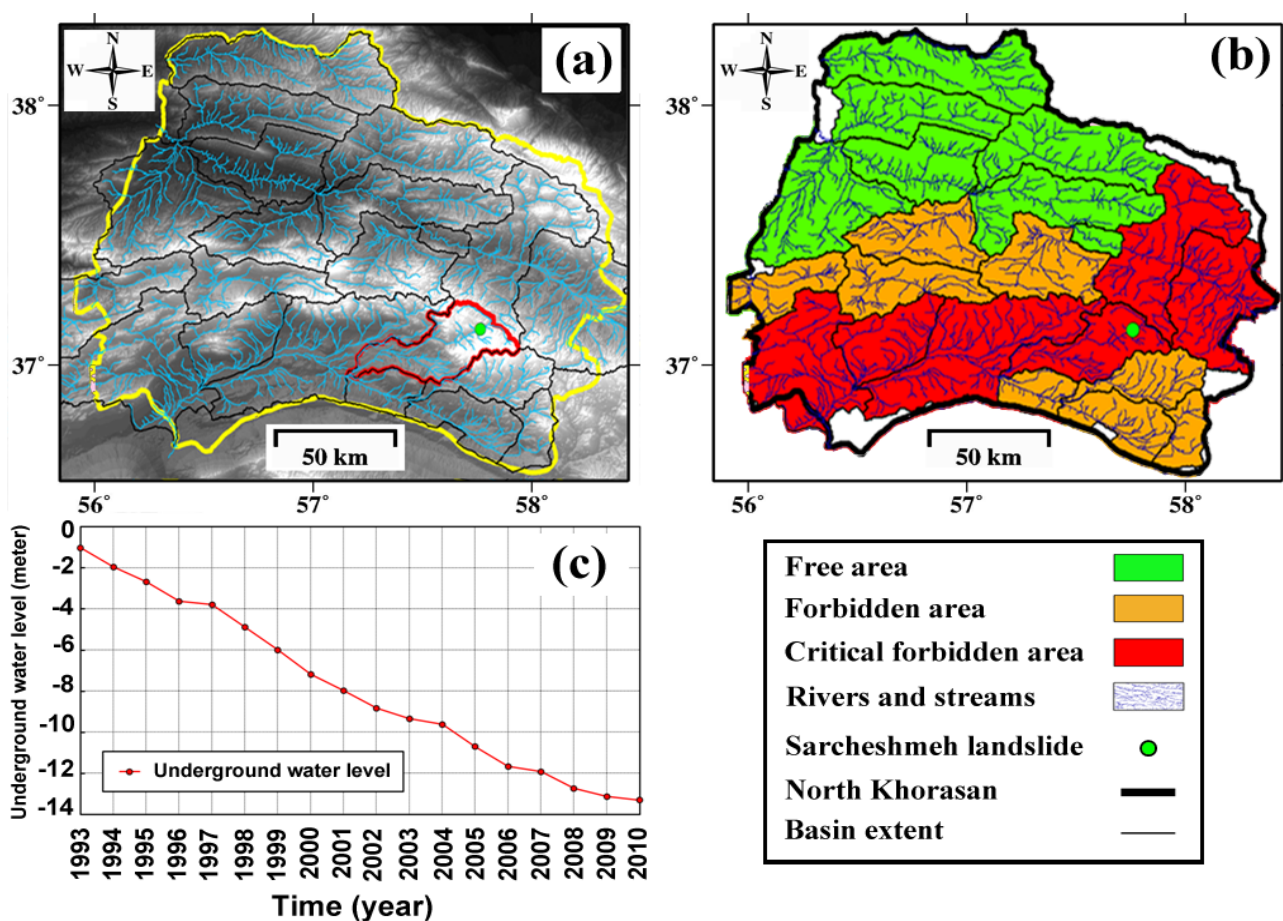 N
W E
S
(a)
38°
37°
50 km
56° 57° 58°
N
W E
S
(b)
38°
37°
50 km
56° 57° 58°
Underground water level (meter)
0
-2
-4
-6
-8
-10
-12
-14
(c)
Underground water level
1993 1994 1995 1996 1997 1998 1999 2000 2001 2002 2003 2004 2005 2006 2007 2008 2009 2010
Time (year)
Free area
Forbidden area
Critical forbidden area
Rivers and streams
Sarcheshmeh landslide
North Khorasan
Basin extent